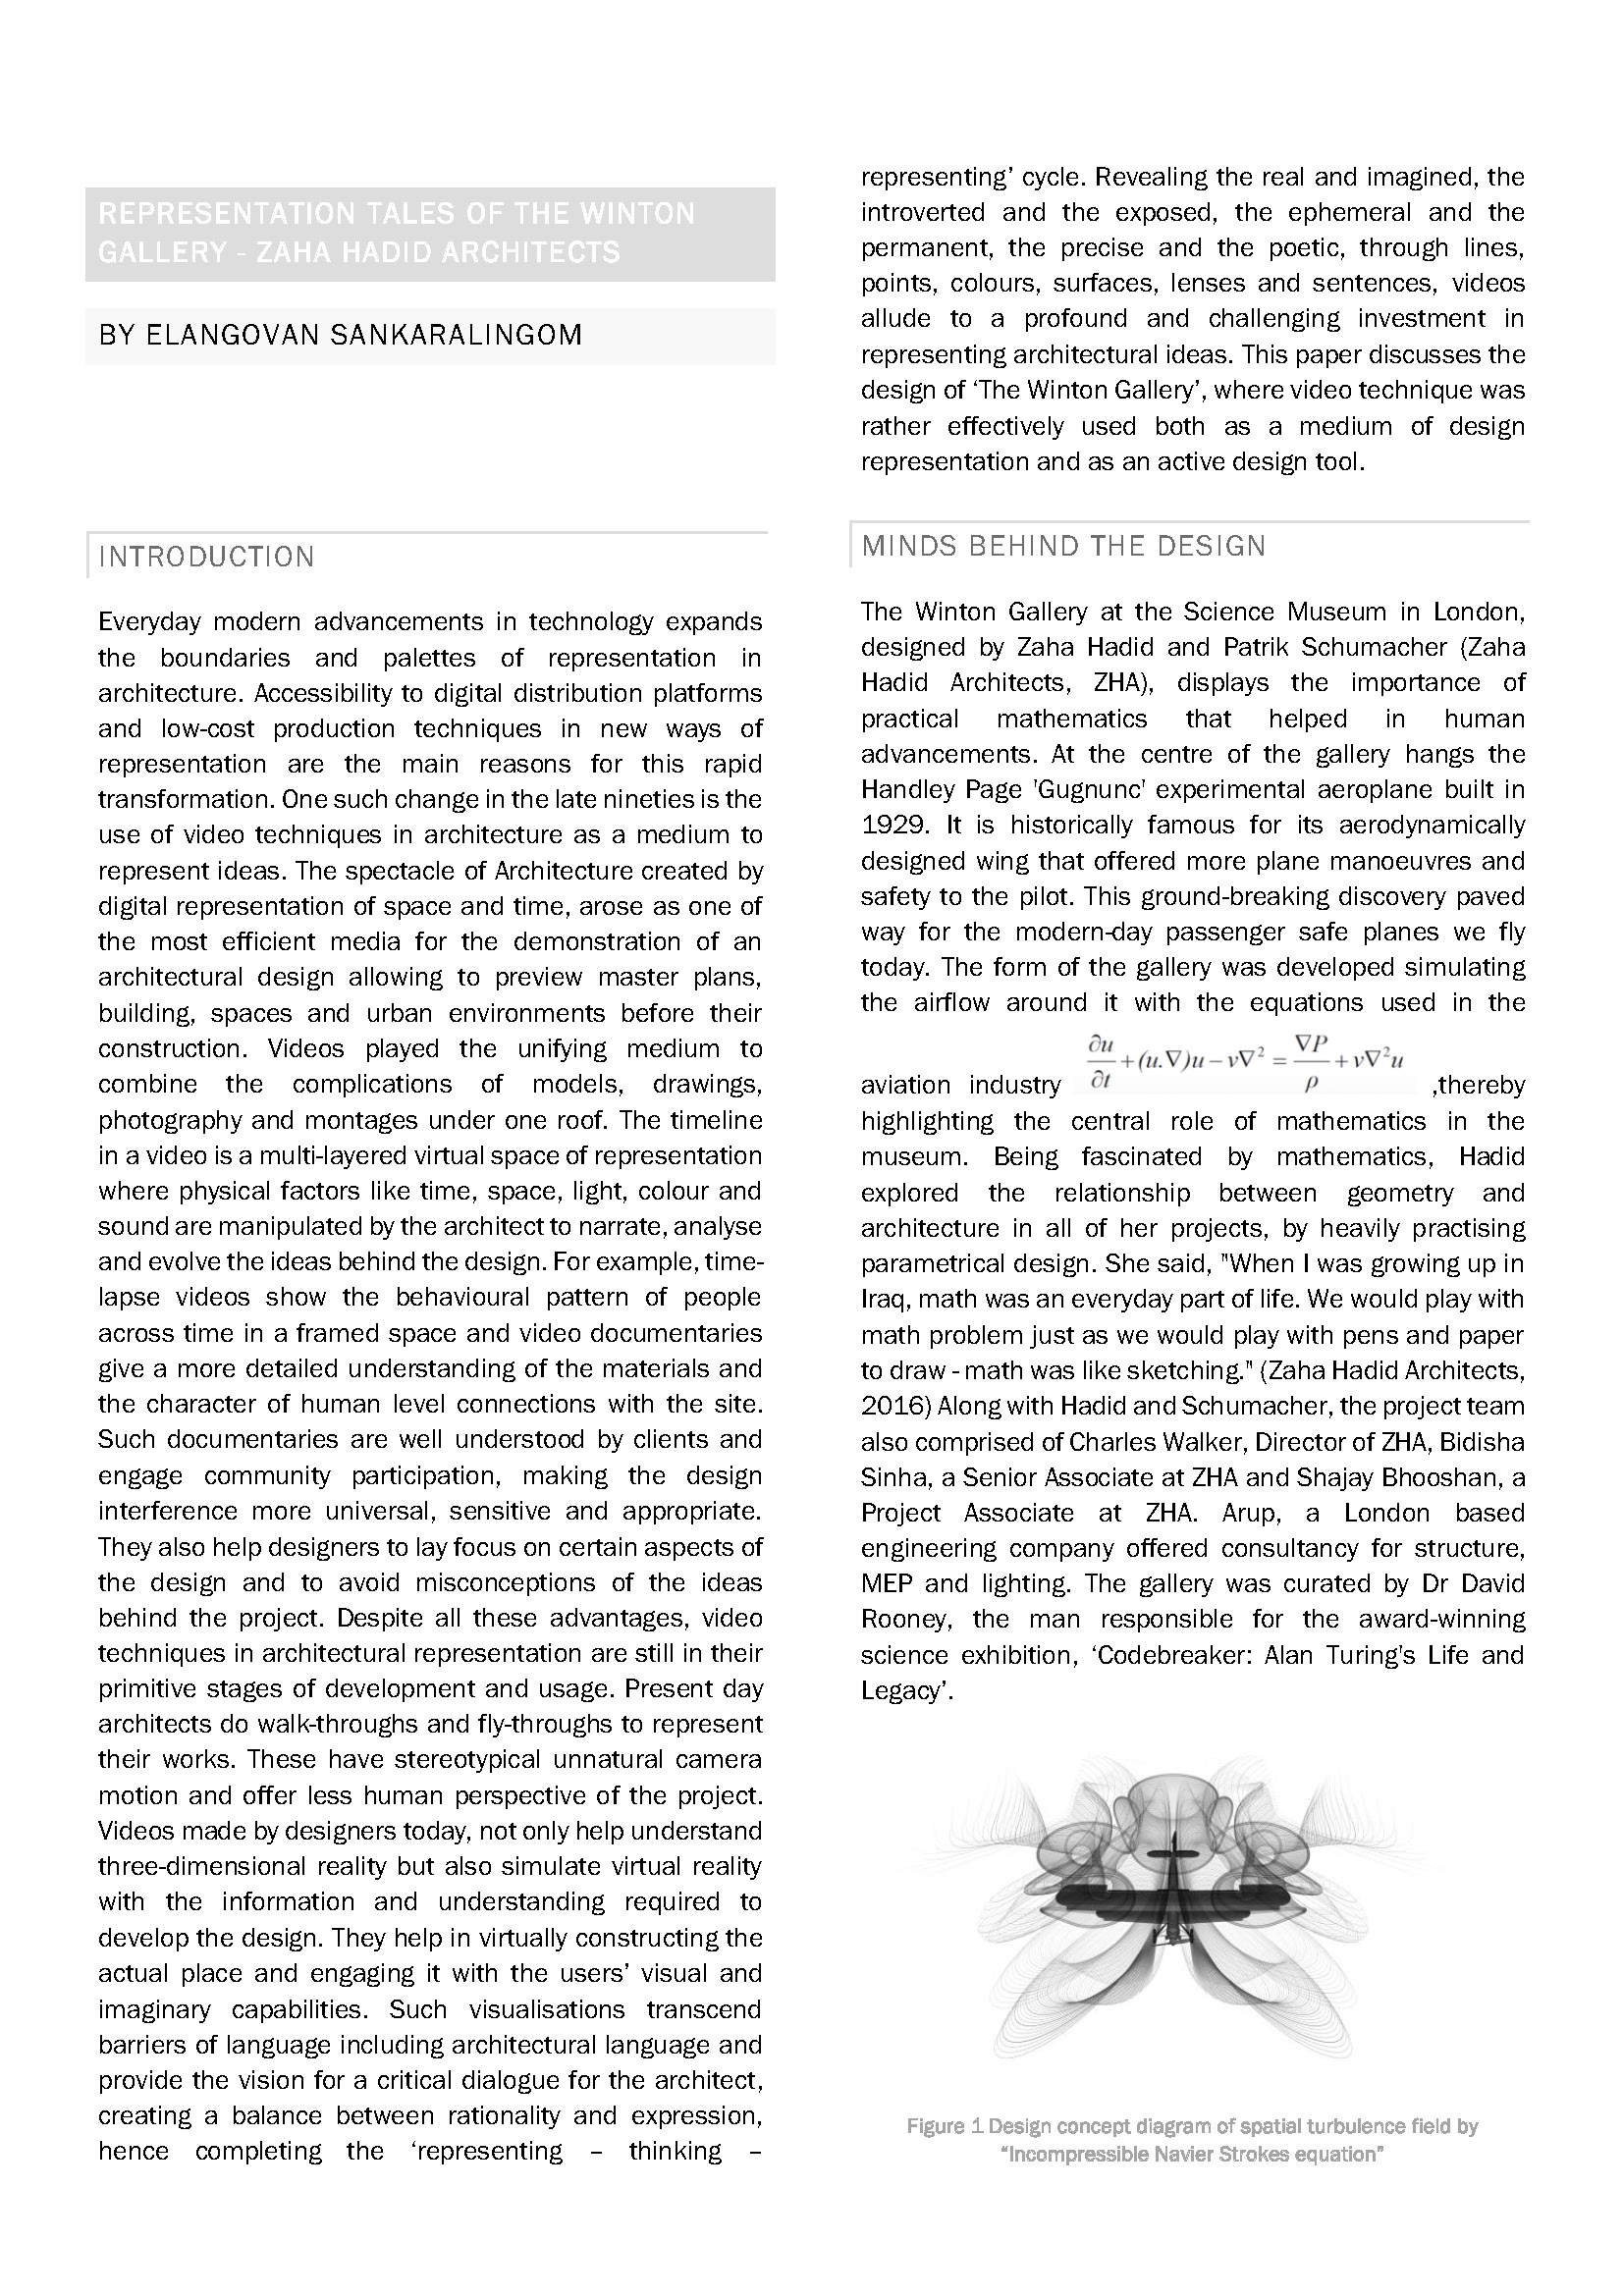 REPRESENTATION TALES OF THE WINTON
GALLERY - ZAHA HADID ARCHITECTS
BY ELANGOVAN SANKARALINGOM
INTRODUCTION
Everyday modern advancements in technology expands
the boundaries and palettes of representation in
architecture. Accessibility to digital distribution platforms
and low-cost production techniques in new ways of
representation are the main reasons for this rapid
transformation. One such change in the late nineties is the
use of video techniques in architecture as a medium to
represent ideas. The spectacle of Architecture created by
digital representation of space and time, arose as one of
the most efficient media for the demonstration of an
architectural design allowing to preview master plans,
building, spaces and urban environments before their
construction. Videos played the unifying medium to
combine the complications of models, drawings,
photography and montages under one roof. The timeline
in a video is a multi-layered virtual space of representation
where physical factors like time, space, light, colour and
sound are manipulated by the architect to narrate, analyse
and evolve the ideas behind the design. For example, time-
lapse videos show the behavioural pattern of people
across time in a framed space and video documentaries
give a more detailed understanding of the materials and
the character of human level connections with the site.
Such documentaries are well understood by clients and
engage community participation, making the design
interference more universal, sensitive and appropriate.
They also help designers to lay focus on certain aspects of
the design and to avoid misconceptions of the ideas
behind the project. Despite all these advantages, video
techniques in architectural representation are still in their
primitive stages of development and usage. Present day
architects do walk-throughs and fly-throughs to represent
their works. These have stereotypical unnatural camera
motion and offer less human perspective of the project.
Videos made by designers today, not only help understand
three-dimensional reality but also simulate virtual reality
with the information and understanding required to
develop the design. They help in virtually constructing the
actual place and engaging it with the users’ visual and
imaginary capabilities. Such visualisations transcend
barriers of language including architectural language and
provide the vision for a critical dialogue for the architect,
creating a balance between rationality and expression,
hence completing the ‘representing – thinking –
representing’ cycle. Revealing the real and imagined, the
introverted and the exposed, the ephemeral and the
permanent, the precise and the poetic, through lines,
points, colours, surfaces, lenses and sentences, videos
allude to a profound and challenging investment in
representing architectural ideas. This paper discusses the
design of ‘The Winton Gallery’, where video technique was
rather effectively used both as a medium of design
representation and as an active design tool.
MINDS BEHIND THE DESIGN
The Winton Gallery at the Science Museum in London,
designed by Zaha Hadid and Patrik Schumacher (Zaha
Hadid Architects, ZHA), displays the importance of
practical mathematics that helped in human
advancements. At the centre of the gallery hangs the
Handley Page 'Gugnunc' experimental aeroplane built in
1929. It is historically famous for its aerodynamically
designed wing that offered more plane manoeuvres and
safety to the pilot. This ground-breaking discovery paved
way for the modern-day passenger safe planes we fly
today. The form of the gallery was developed simulating
the airflow around it with the equations used in the
aviation industry ∂u/∂t + (u.∇)u − v∇² = ∇P/ρ + v∇²u ,thereby
highlighting the central role of mathematics in the
museum. Being fascinated by mathematics, Hadid
explored the relationship between geometry and
architecture in all of her projects, by heavily practising
parametrical design. She said, "When I was growing up in
Iraq, math was an everyday part of life. We would play with
math problem just as we would play with pens and paper
to draw - math was like sketching." (Zaha Hadid Architects,
2016) Along with Hadid and Schumacher, the project team
also comprised of Charles Walker, Director of ZHA, Bidisha
Sinha, a Senior Associate at ZHA and Shajay Bhooshan, a
Project Associate at ZHA. Arup, a London based
engineering company offered consultancy for structure,
MEP and lighting. The gallery was curated by Dr David
Rooney, the man responsible for the award-winning
science exhibition, ‘Codebreaker: Alan Turing's Life and
Legacy’.
Figure 1 Design concept diagram of spatial turbulence field by
“Incompressible Navier Strokes equation”